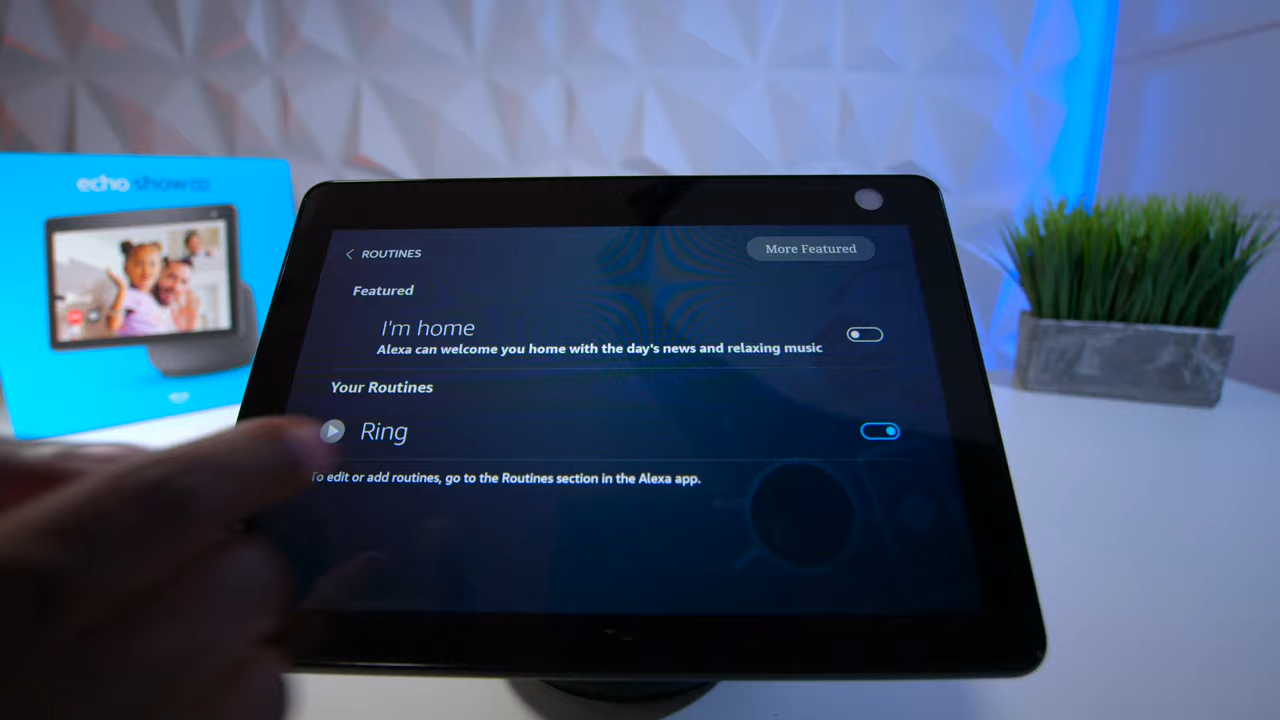 echo show 10
ROUTINES
More Featured
Featured
I'm home
Alexa can welcome you home with the day's news and relaxing music
Your Routines
Ring
To edit or add routines, go to the Routines section in the Alexa app.